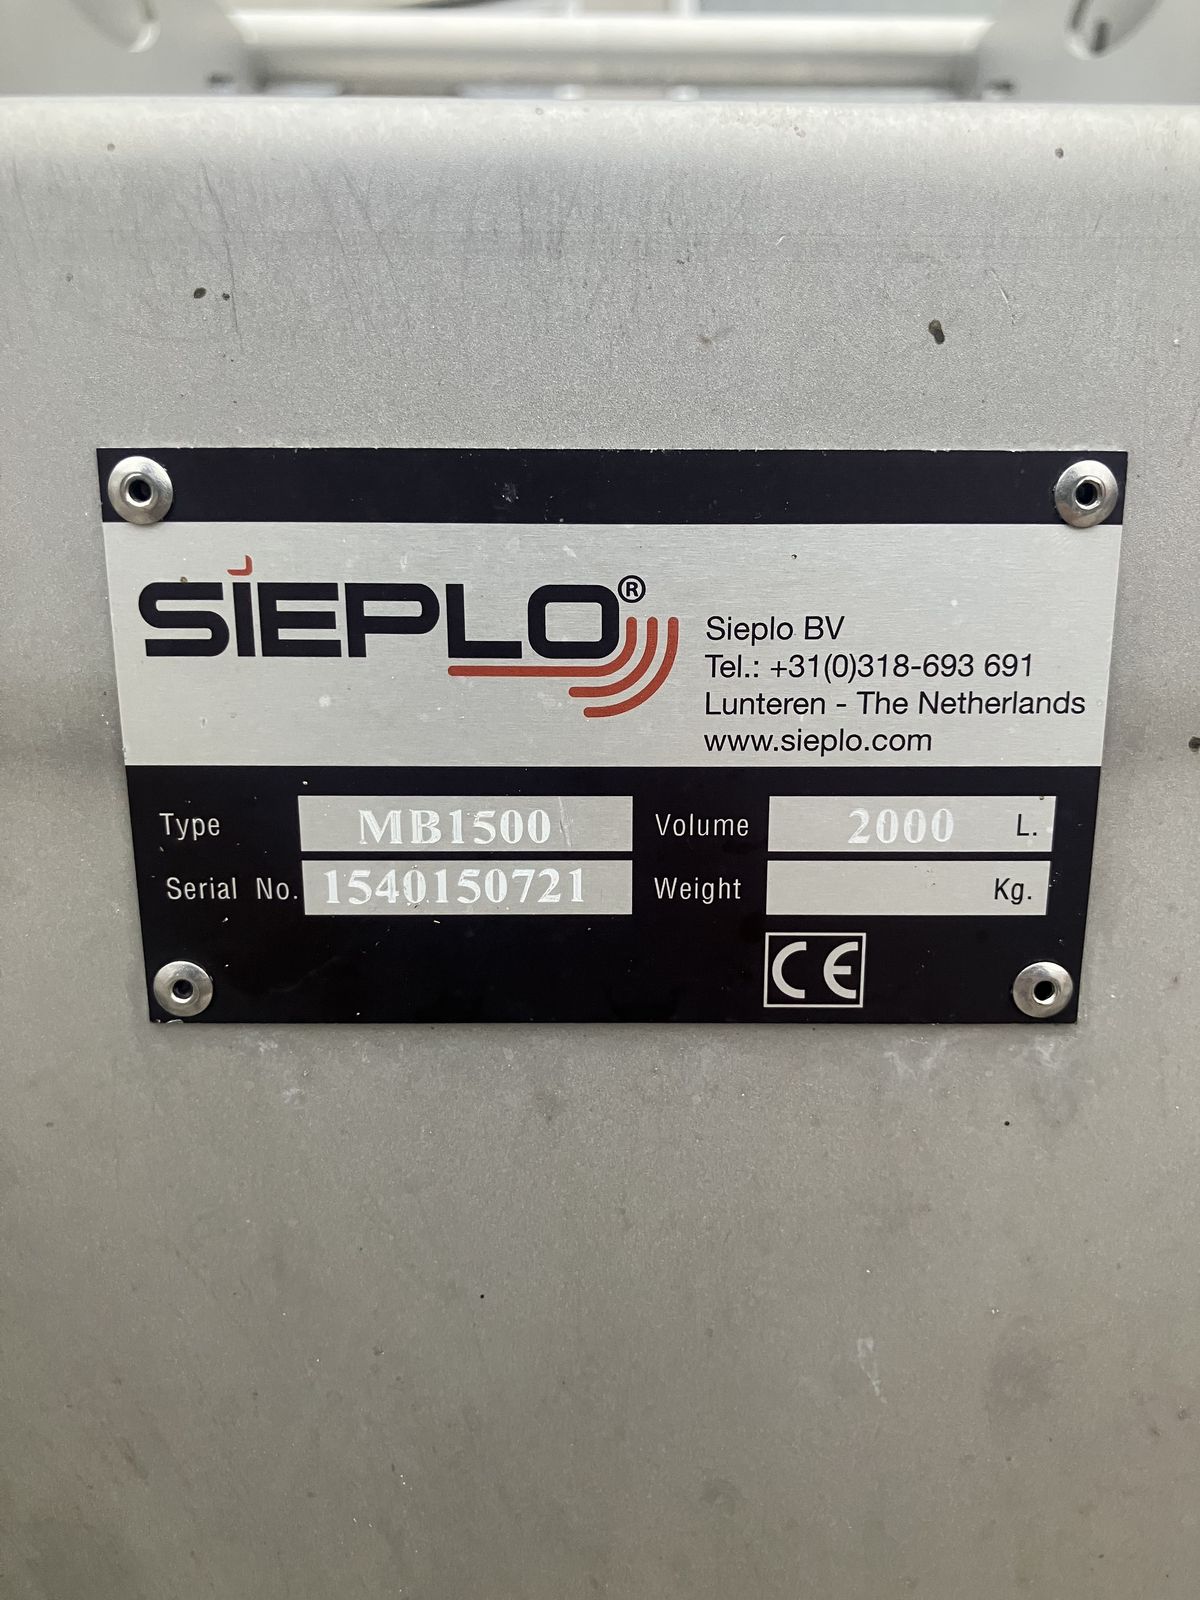 SIEPLO®
Sieplo BV
Tel.: +31(0)318-693 691
Lunteren - The Netherlands
www.sieplo.com
Type MB1500 Volume 2000 L.
Serial No. 1540150721 Weight Kg.
CE